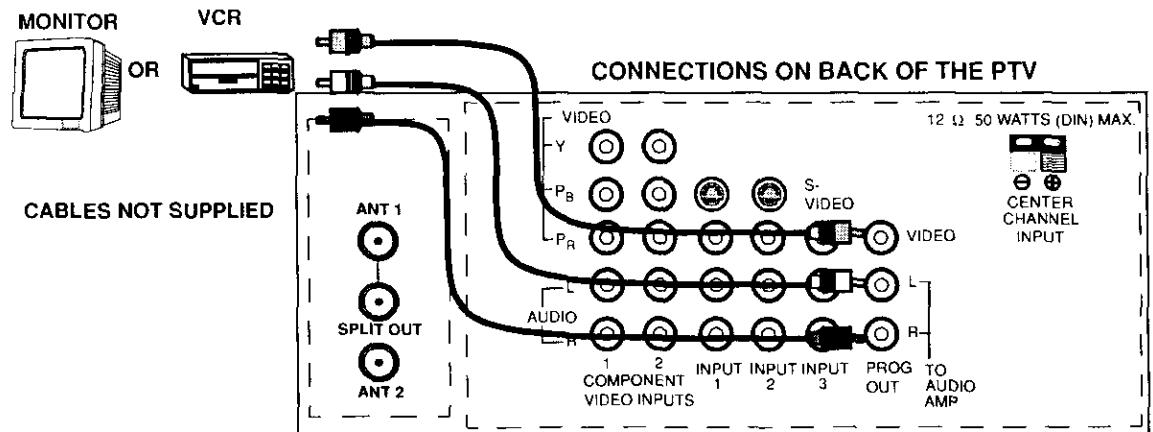 MONITOR
VCR
OR
CONNECTIONS ON BACK OF THE PTV
CABLES NOT SUPPLIED
ANT 1
SPLIT OUT
ANT 2
VIDEO
Y
PB
PR
S-
VIDEO
12 Ω 50 WATTS (DIN) MAX.
⊖ ⊕
CENTER
CHANNEL
INPUT
VIDEO
L
AUDIO
R
L
R
1 2
COMPONENT
VIDEO INPUTS
INPUT
1
INPUT
2
INPUT
3
PROG
OUT
TO
AUDIO
AMP